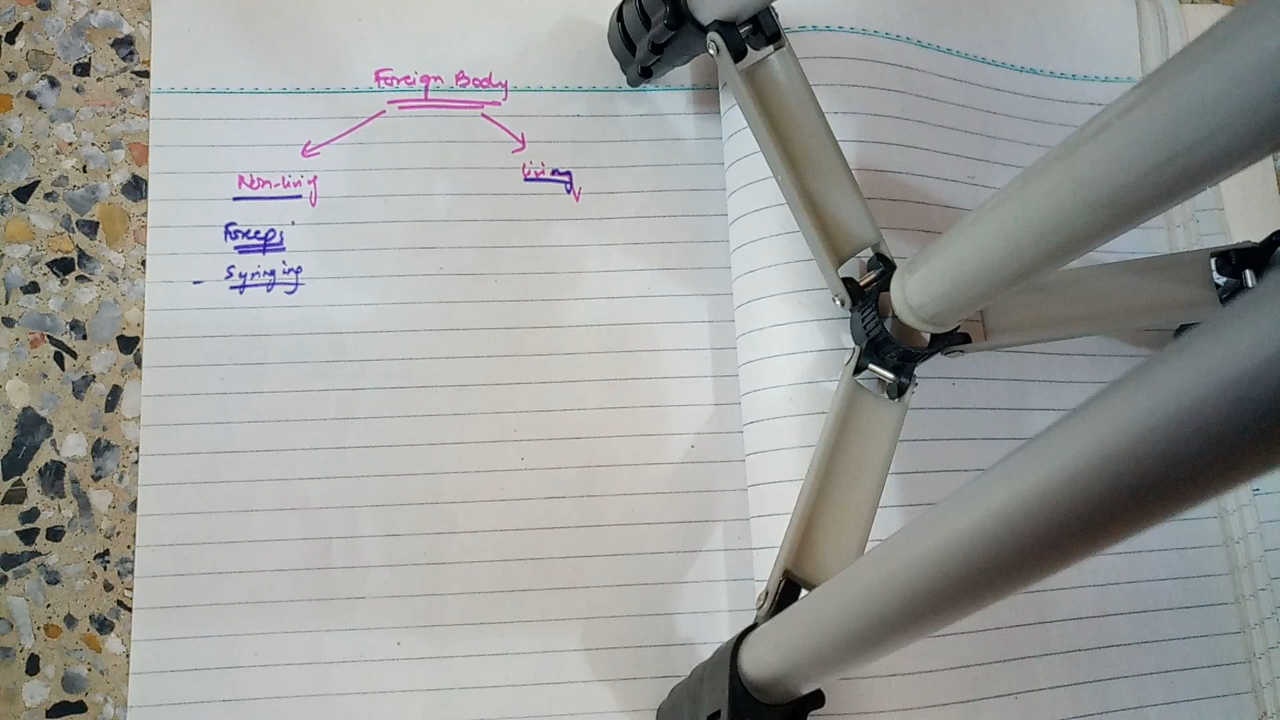 Foreign Body
Non-living
Living
Forceps
- Syringing